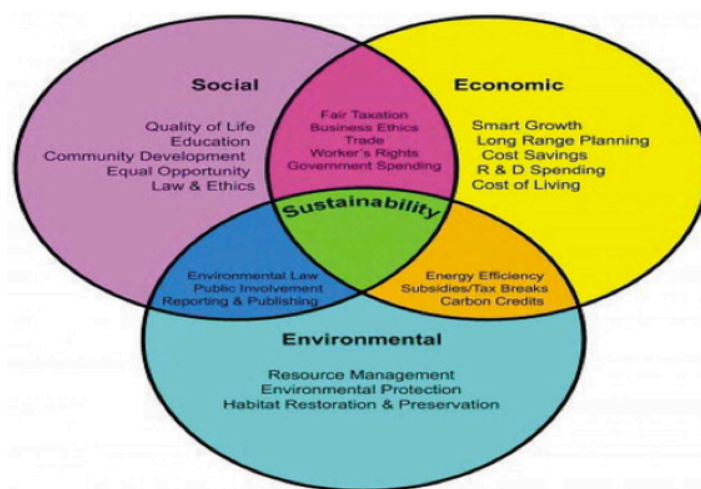 Social
Quality of Life
Education
Community Development
Equal Opportunity
Law & Ethics
Fair Taxation
Business Ethics
Trade
Worker's Rights
Government Spending
Economic
Smart Growth
Long Range Planning
Cost Savings
R & D Spending
Cost of Living
Sustainability
Environmental Law
Public Involvement
Reporting & Publishing
Energy Efficiency
Subsidies/Tax Breaks
Carbon Credits
Environmental
Resource Management
Environmental Protection
Habitat Restoration & Preservation